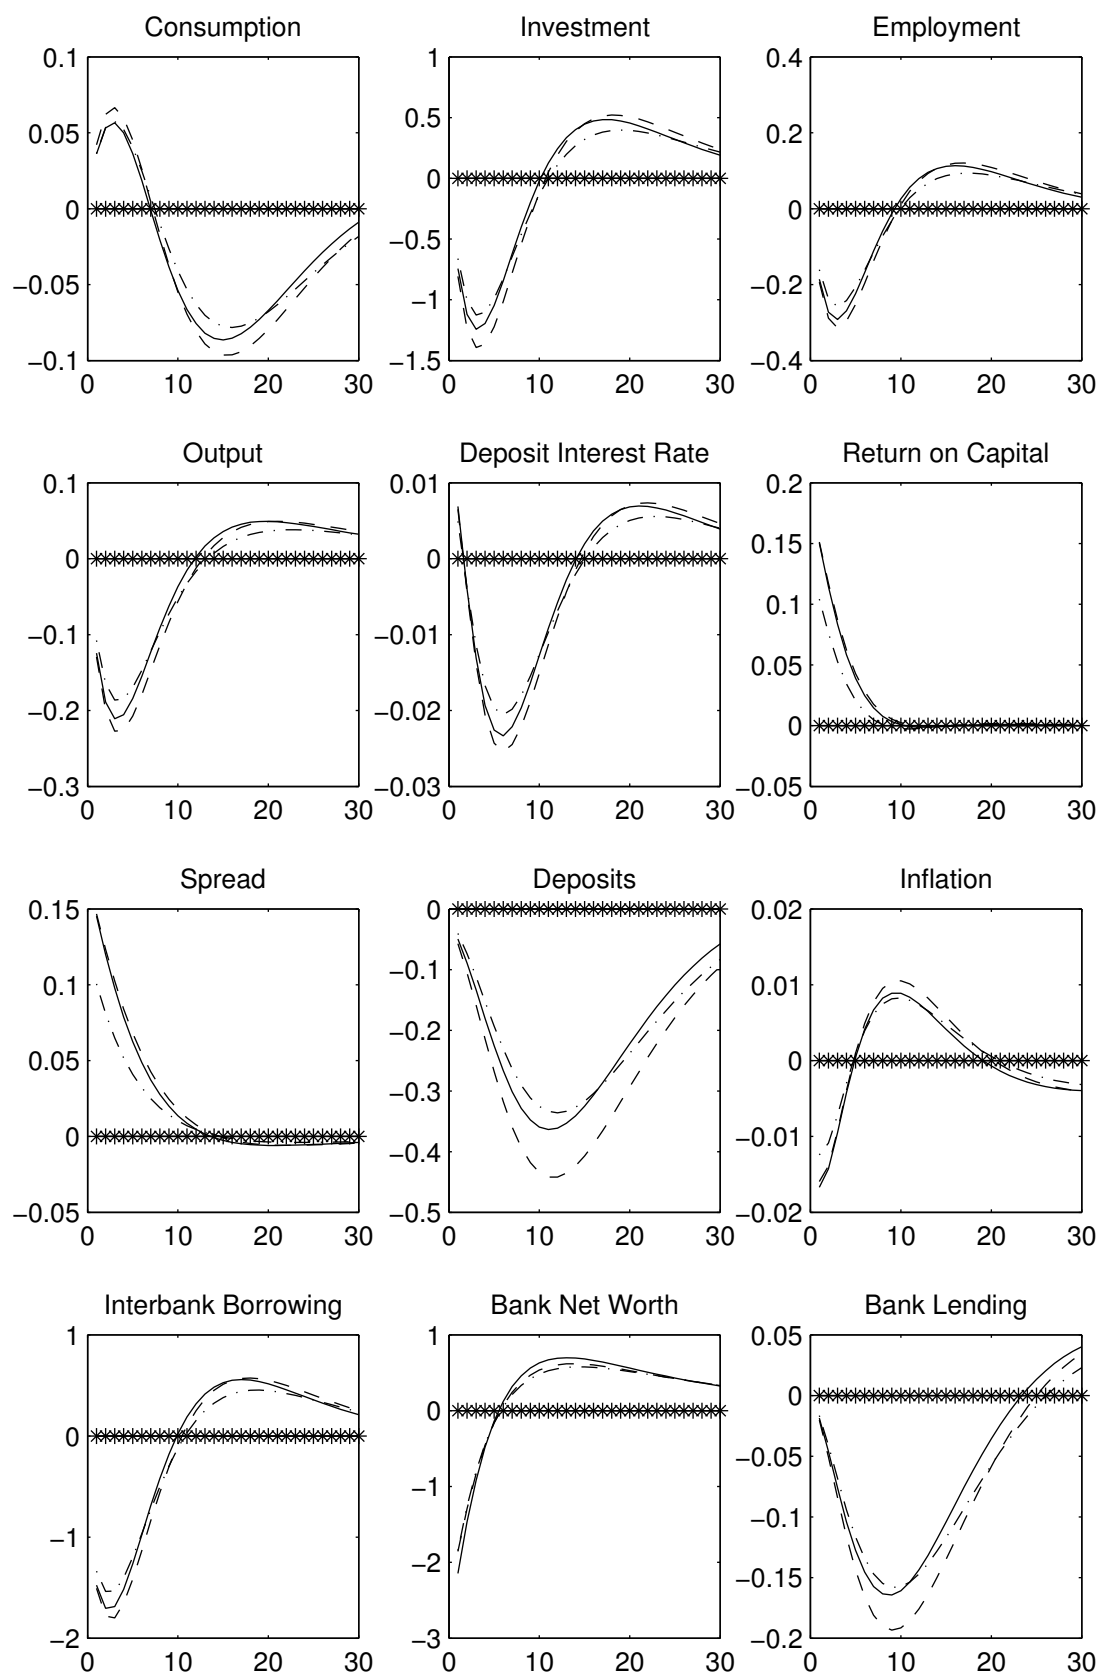 Consumption Investment Employment
0.1 1 0.4
0.05 0.5 0.2
0 0 0
−0.05 −0.5 −0.2
−1
−0.1 −1.5 −0.4
0 10 20 30 0 10 20 30 0 10 20 30
Output Deposit Interest Rate Return on Capital
0.1 0.01 0.2
0 0 0.15
−0.1 −0.01 0.1
−0.2 −0.02 0.05
0
−0.3 −0.03 −0.05
0 10 20 30 0 10 20 30 0 10 20 30
Spread Deposits Inflation
0.15 0 0.02
0.1 −0.1 0.01
0.05 −0.2 0
0 −0.3 −0.01
−0.4
−0.05 −0.5 −0.02
0 10 20 30 0 10 20 30 0 10 20 30
Interbank Borrowing Bank Net Worth Bank Lending
1 1 0.05
0 0 0
−0.05
−1 −1 −0.1
−2 −0.15
−2 −3 −0.2
0 10 20 30 0 10 20 30 0 10 20 30